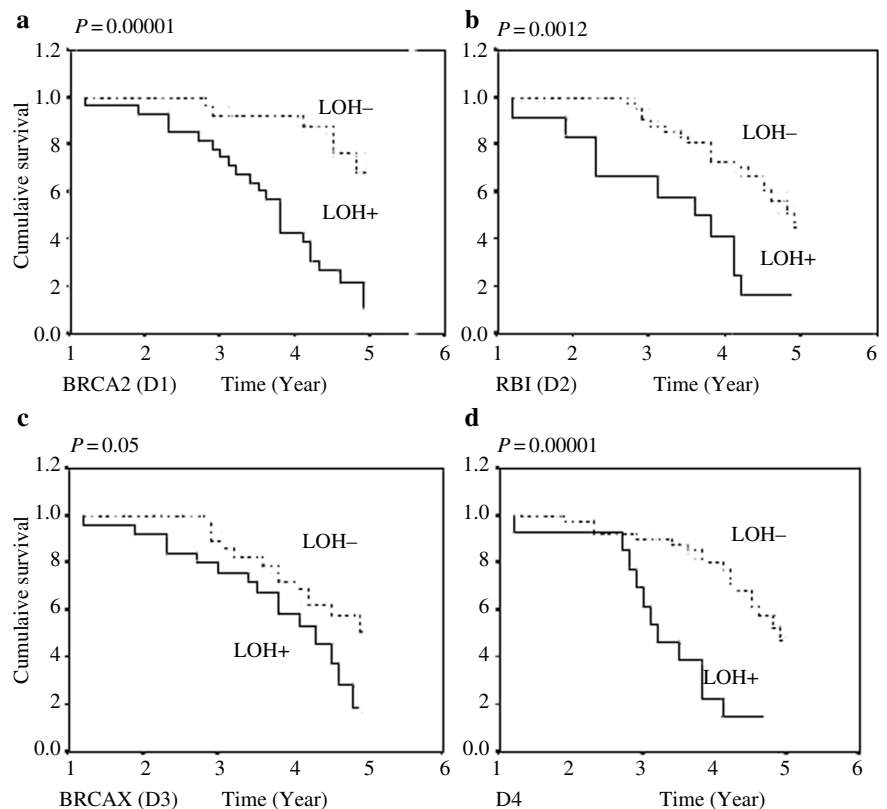 a
P = 0.00001
1.2
1.0
8
6
4
2
0.0
Cumulaive survival
LOH–
LOH+
1 2 3 4 5 6
BRCA2 (D1) Time (Year)
b
P = 0.0012
1.2
1.0
8
6
4
2
0.0
LOH–
LOH+
1 2 3 4 5 6
RBI (D2) Time (Year)
c
P = 0.05
1.2
1.0
8
6
4
2
0.0
Cumulaive survival
LOH–
LOH+
1 2 3 4 5 6
BRCAX (D3) Time (Year)
d
P = 0.00001
1.2
1.0
8
6
4
2
0.0
LOH–
LOH+
1 2 3 4 5 6
D4 Time (Year)